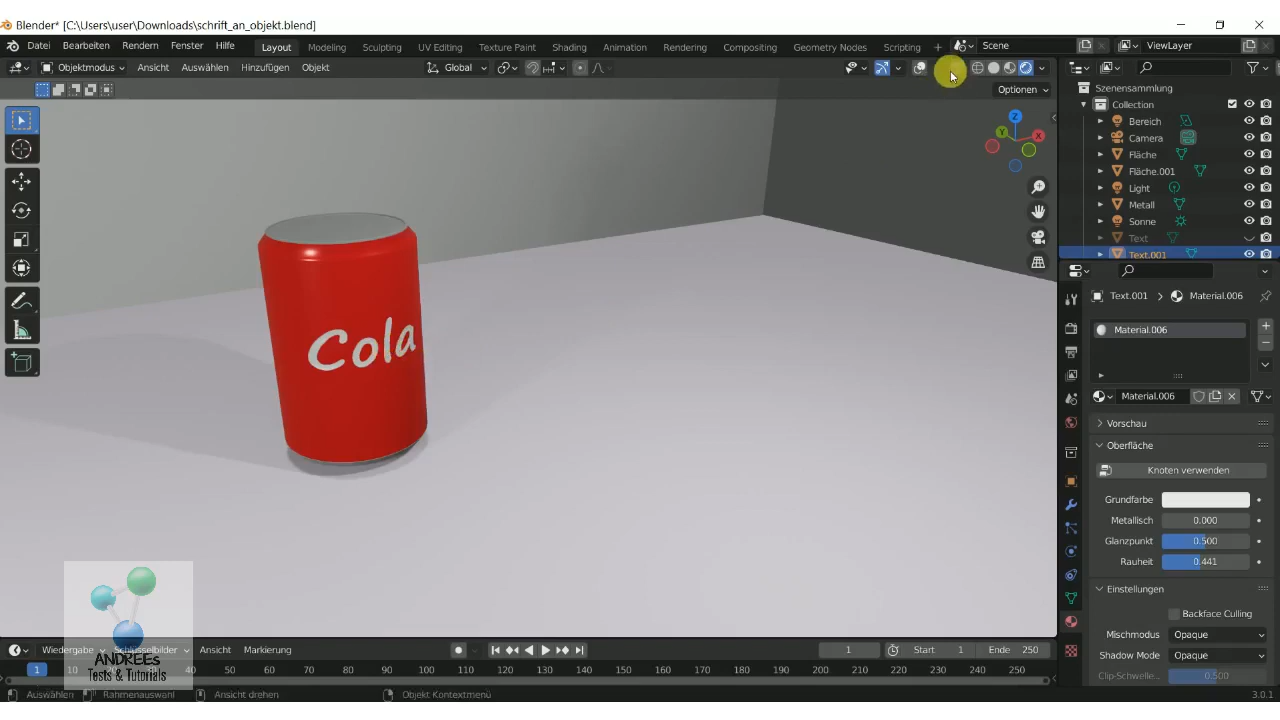 Blender* [C:\Users\user\Downloads\schrift_an_objekt.blend]
Datei Bearbeiten Rendern Fenster Hilfe Layout Modeling Sculpting UV Editing Texture Paint Shading Animation Rendering Compositing Geometry Nodes Scripting + Scene ViewLayer
Objektmodus Ansicht Auswählen Hinzufügen Objekt Global
Optionen
Szenensammlung
Collection
Bereich
Camera
Fläche
Fläche.001
Light
Metall
Sonne
Text
Text.001
Z
Y
X
Cola
Text.001 > Material.006
Material.006
Material.006
Vorschau
Oberfläche
Knoten verwenden
Grundfarbe
Metallisch 0.000
Glanzpunkt 0.500
Rauheit 0.441
Einstellungen
Backface Culling
Mischmodus Opaque
Shadow Mode Opaque
Clip-Schwelle... 0.500
ANDREEs
Tests & Tutorials
Wiedergabe Schlüsselbilder Ansicht Markierung 1 Start 1 Ende 250
1 40 50 60 70 80 90 100 110 120 130 140 150 160 170 180 190 200 210 220 230 240 250
Auswählen Rahmenauswahl Ansicht drehen Objekt Kontextmenü 3.0.1